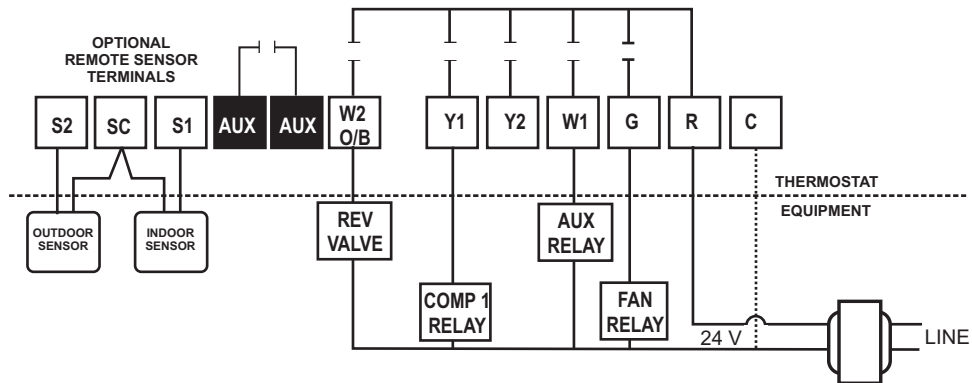 OPTIONAL
REMOTE SENSOR
TERMINALS
S2
SC
S1
AUX
AUX
W2
O/B
Y1
Y2
W1
G
R
C
THERMOSTAT
EQUIPMENT
OUTDOOR
SENSOR
INDOOR
SENSOR
REV
VALVE
AUX
RELAY
COMP 1
RELAY
FAN
RELAY
24 V
LINE